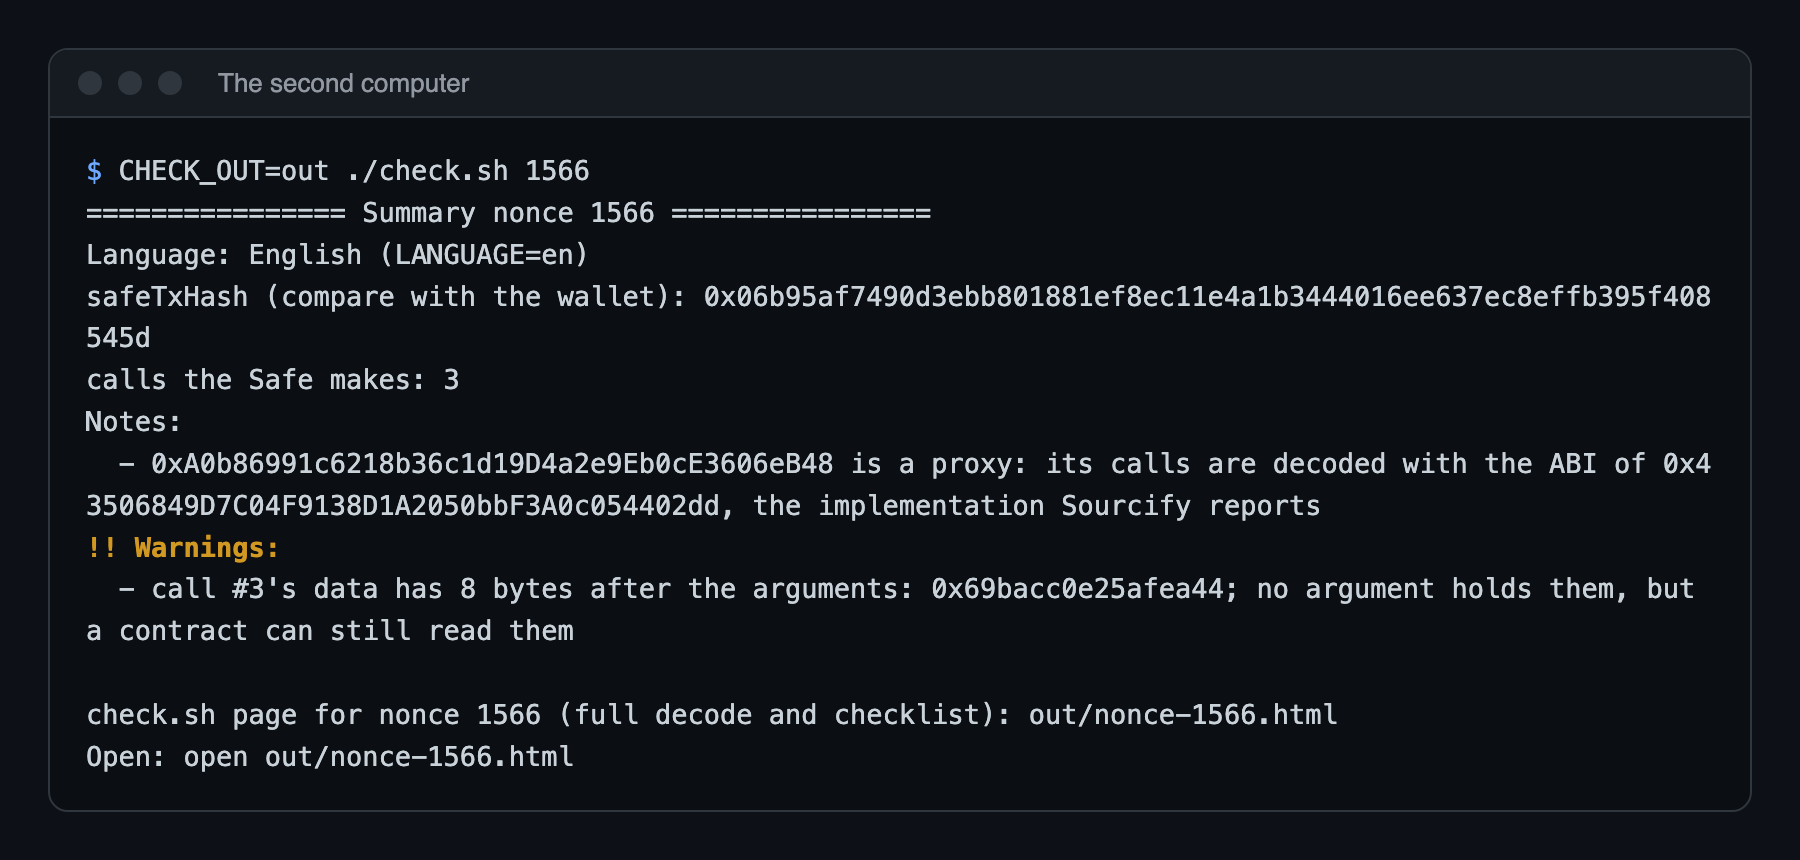 The second computer
$ CHECK_OUT=out ./check.sh 1566
================ Summary nonce 1566 ================
Language: English (LANGUAGE=en)
safeTxHash (compare with the wallet): 0x06b95af7490d3ebb801881ef8ec11e4a1b3444016ee637ec8effb395f408
545d
calls the Safe makes: 3
Notes:
  – 0xA0b86991c6218b36c1d19D4a2e9Eb0cE3606eB48 is a proxy: its calls are decoded with the ABI of 0x4
3506849D7C04F9138D1A2050bbF3A0c054402dd, the implementation Sourcify reports
!! Warnings:
  – call #3's data has 8 bytes after the arguments: 0x69bacc0e25afea44; no argument holds them, but
a contract can still read them
check.sh page for nonce 1566 (full decode and checklist): out/nonce–1566.html
Open: open out/nonce–1566.html